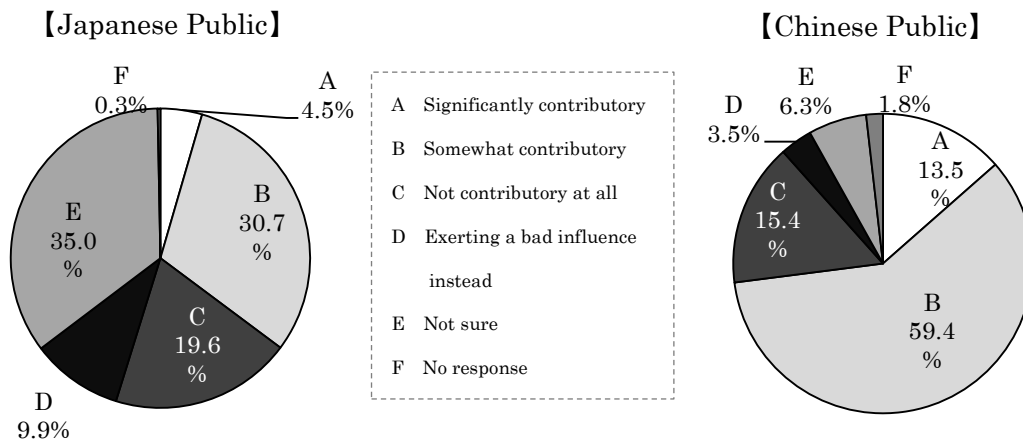 【Japanese Public】
F
0.3%
A
4.5%
B
30.7
%
E
35.0
%
C
19.6
%
D
9.9%
A Significantly contributory
B Somewhat contributory
C Not contributory at all
D Exerting a bad influence
instead
E Not sure
F No response
【Chinese Public】
E
6.3%
F
1.8%
D
3.5%
A
13.5
%
C
15.4
%
B
59.4
%